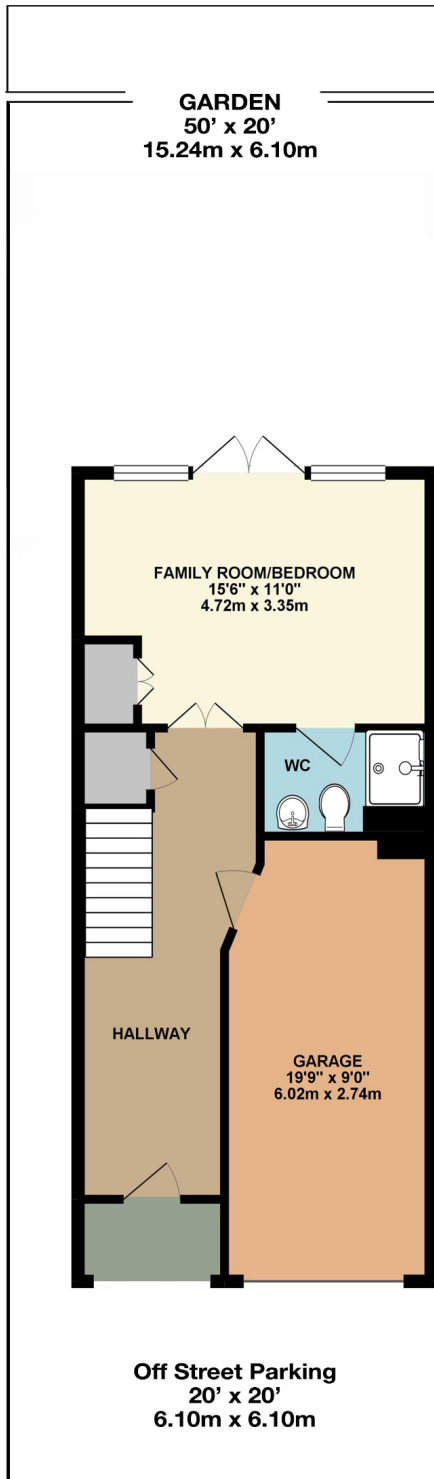 GARDEN
50’ x 20’
15.24m x 6.10m
FAMILY ROOM/BEDROOM
15'6" x 11'0"
4.72m x 3.35m
WC
HALLWAY
GARAGE
19'9" x 9'0"
6.02m x 2.74m
Off Street Parking
20’ x 20’
6.10m x 6.10m